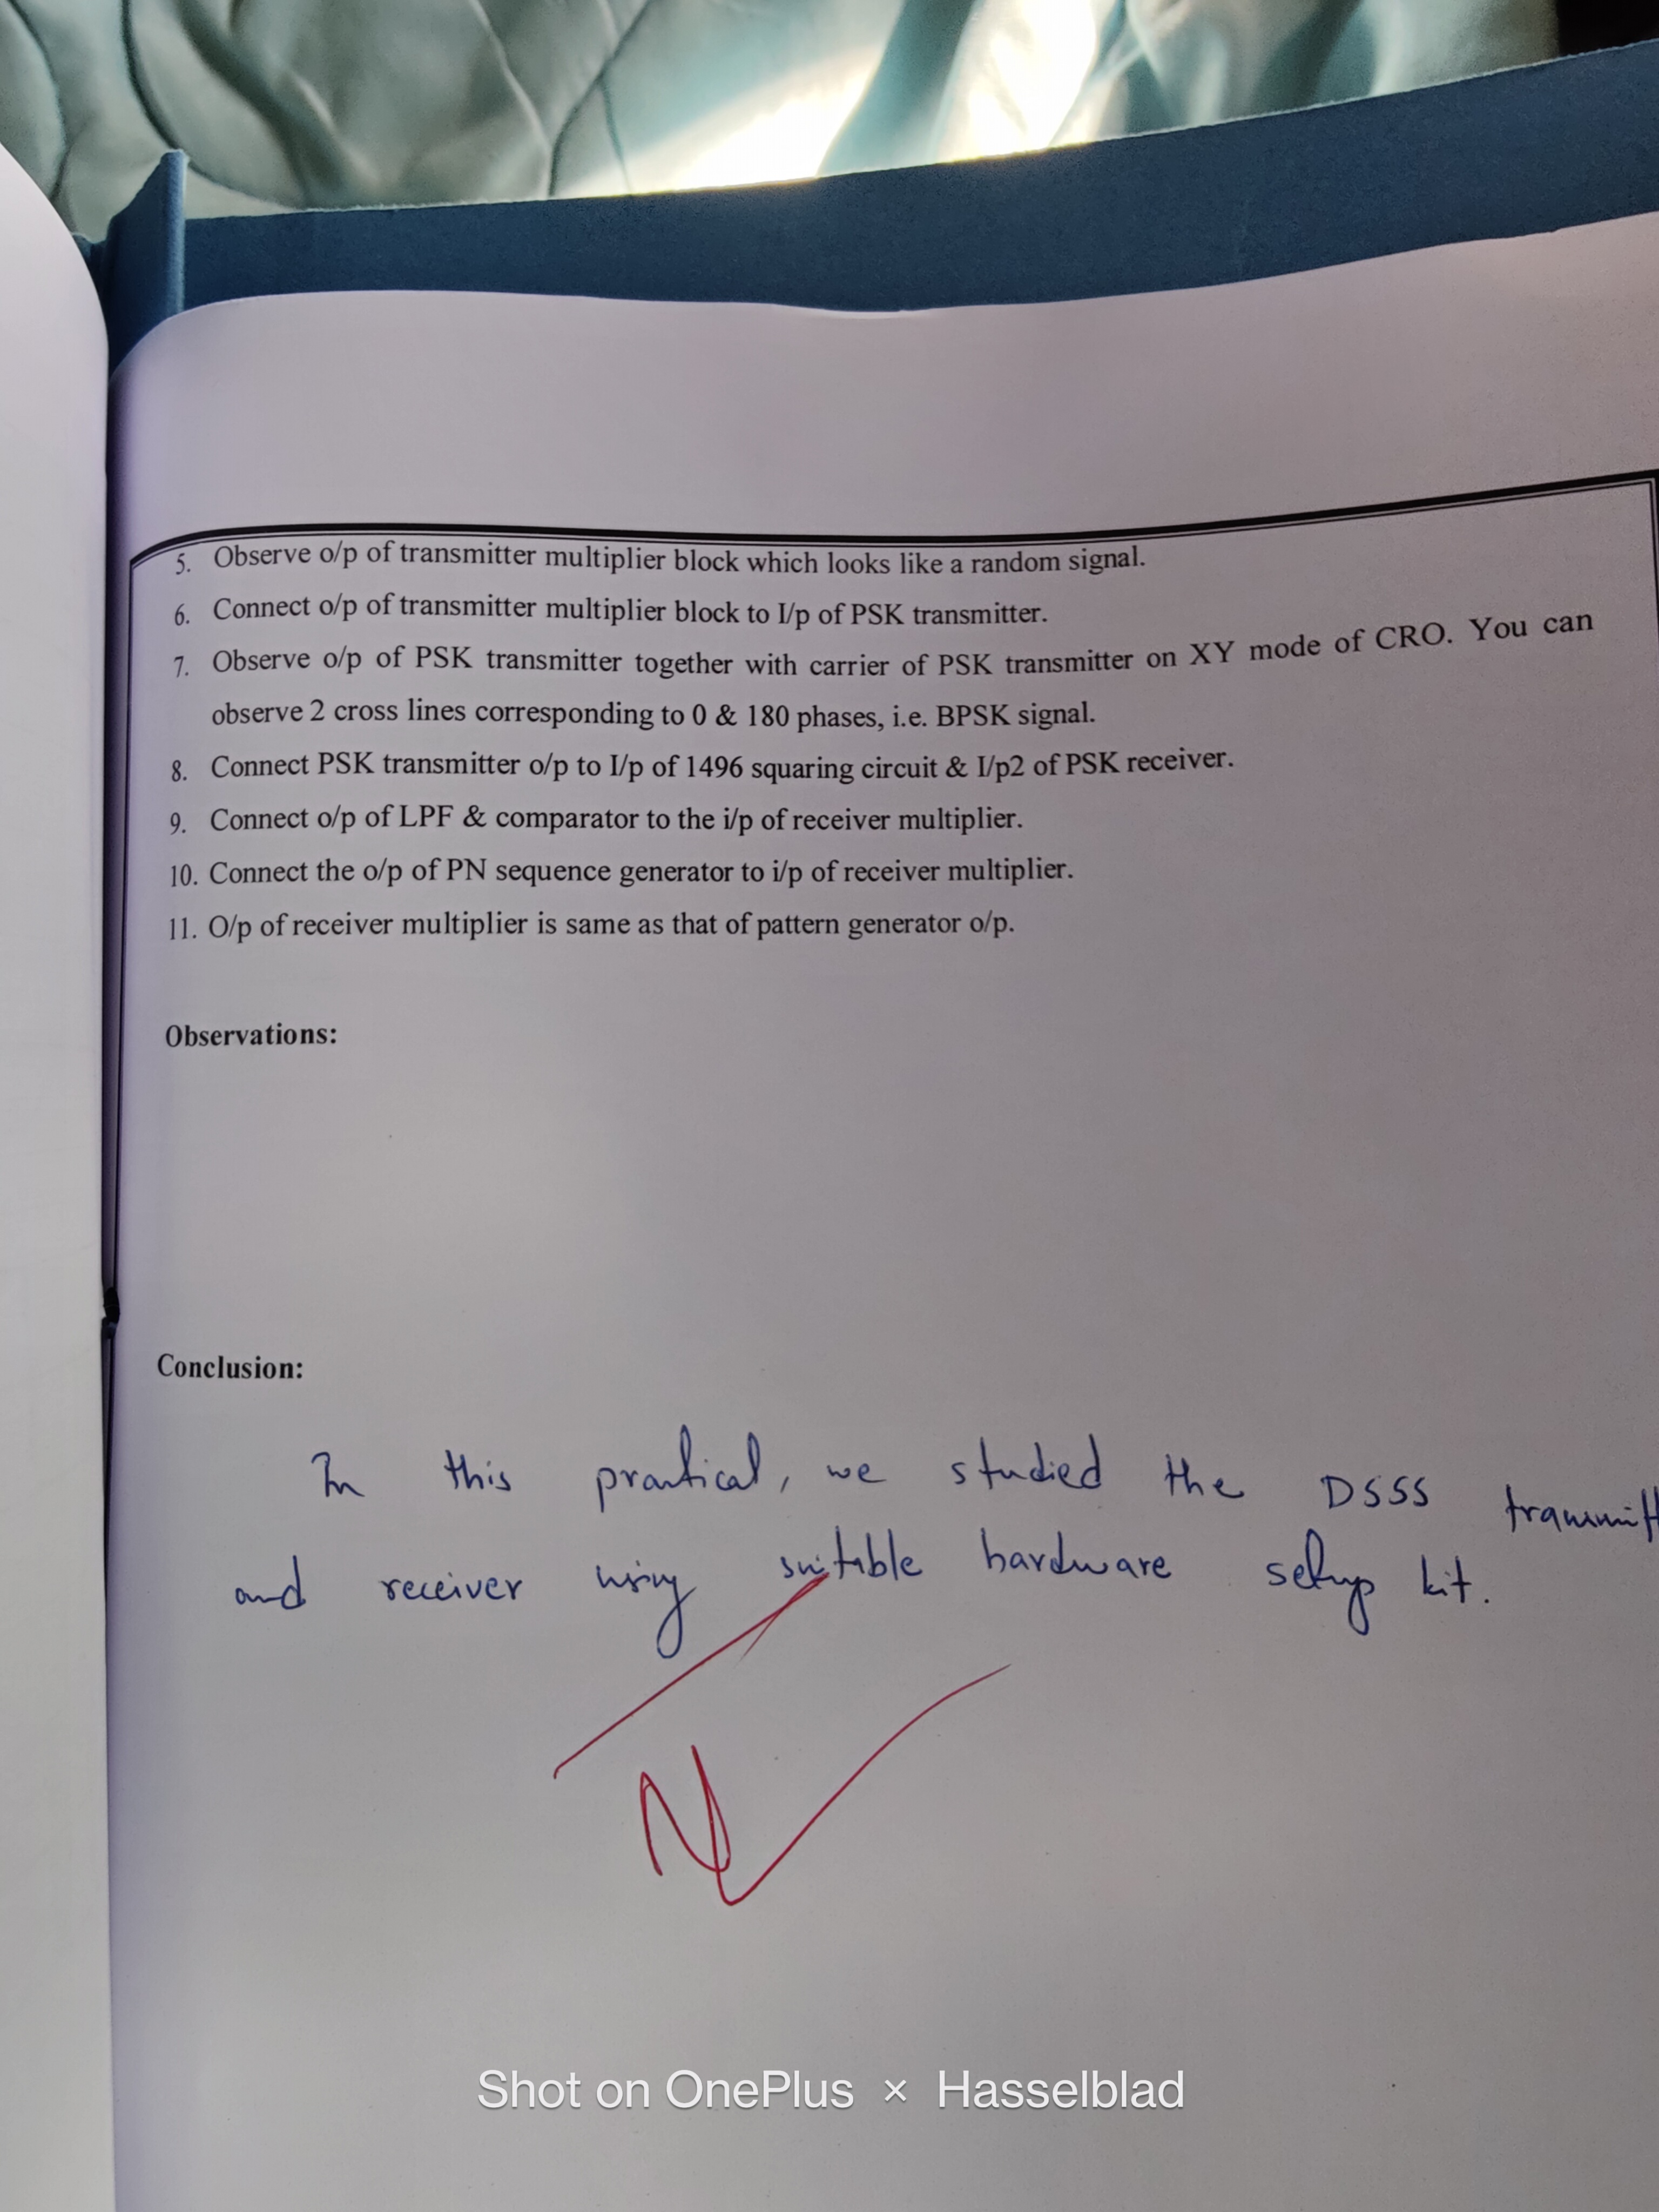 5. Observe o/p of transmitter multiplier block which looks like a random signal.
6. Connect o/p of transmitter multiplier block to I/p of PSK transmitter.
7. Observe o/p of PSK transmitter together with carrier of PSK transmitter on XY mode of CRO. You can
observe 2 cross lines corresponding to 0 & 180 phases, i.e. BPSK signal.
8. Connect PSK transmitter o/p to I/p of 1496 squaring circuit & I/p2 of PSK receiver.
9. Connect o/p of LPF & comparator to the i/p of receiver multiplier.
10. Connect the o/p of PN sequence generator to i/p of receiver multiplier.
11. O/p of receiver multiplier is same as that of pattern generator o/p.
Observations:
Conclusion:
In this practical, we studied the DSSS transmitt
and receiver using suitable hardware setup kit.
Shot on OnePlus × Hasselblad